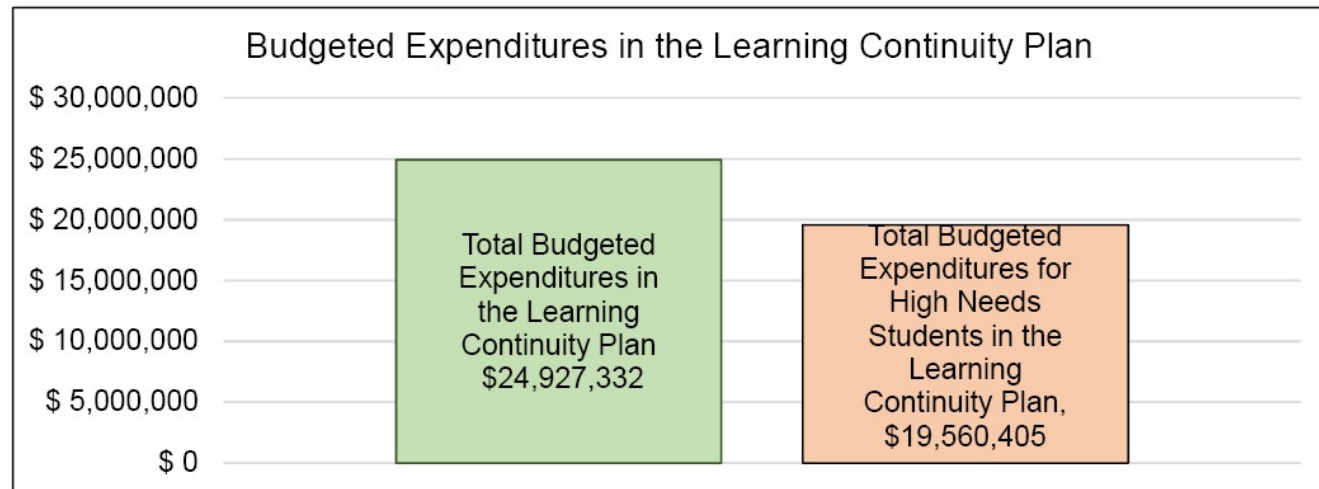 Budgeted Expenditures in the Learning Continuity Plan
$ 30,000,000
$ 25,000,000
$ 20,000,000
$ 15,000,000
$ 10,000,000
$ 5,000,000
$ 0
Total Budgeted
Expenditures in
the Learning
Continuity Plan
$24,927,332
Total Budgeted
Expenditures for
High Needs
Students in the
Learning
Continuity Plan,
$19,560,405